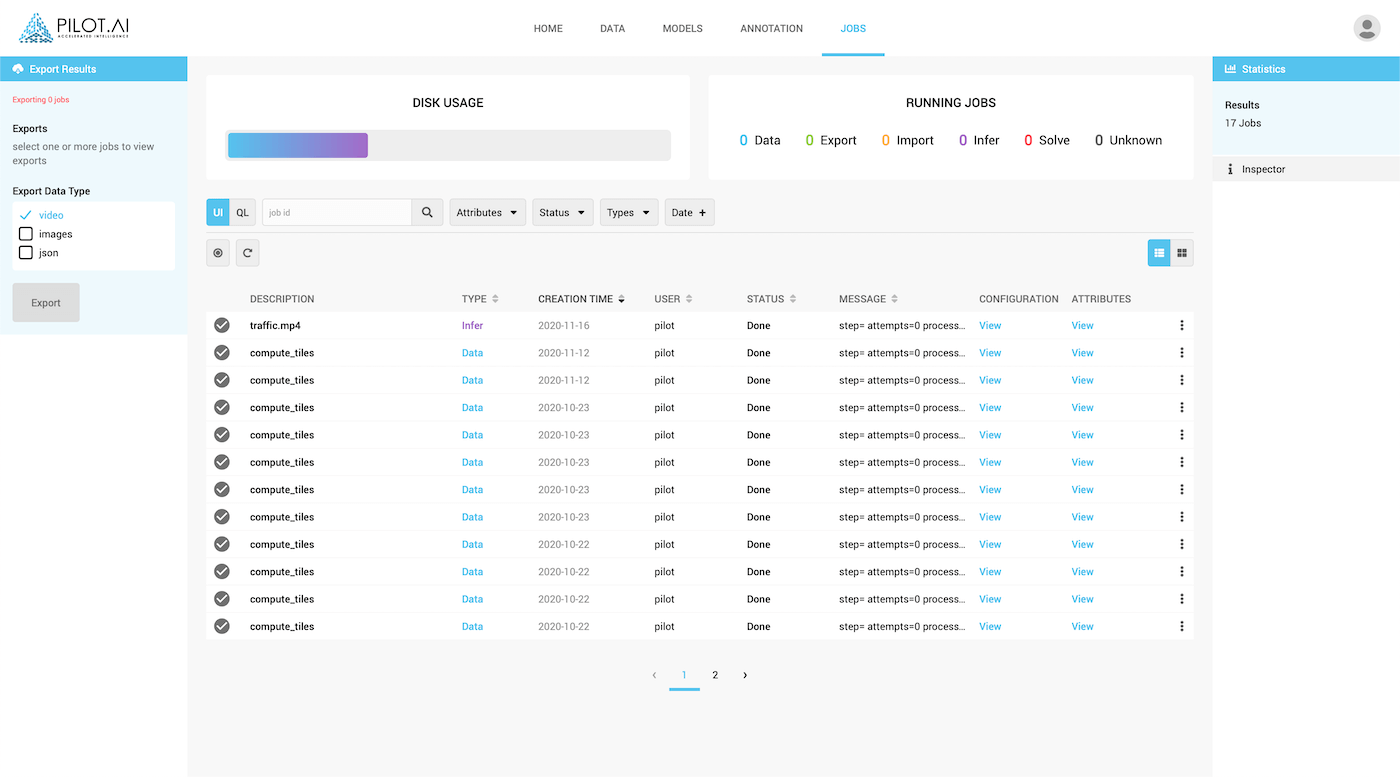 PILOT.AI
ACCELERATED INTELLIGENCE
HOME DATA MODELS ANNOTATION JOBS
Export Results
Exporting 0 jobs
Exports
select one or more jobs to view
exports
Export Data Type
video
images
json
Export
DISK USAGE
RUNNING JOBS
0 Data 0 Export 0 Import 0 Infer 0 Solve 0 Unknown
UI QL job id Attributes Status Types Date +
DESCRIPTION TYPE CREATION TIME USER STATUS MESSAGE CONFIGURATION ATTRIBUTES
traffic.mp4 Infer 2020-11-16 pilot Done step= attempts=0 process... View View
compute_tiles Data 2020-11-12 pilot Done step= attempts=0 process... View View
compute_tiles Data 2020-11-12 pilot Done step= attempts=0 process... View View
compute_tiles Data 2020-10-23 pilot Done step= attempts=0 process... View View
compute_tiles Data 2020-10-23 pilot Done step= attempts=0 process... View View
compute_tiles Data 2020-10-23 pilot Done step= attempts=0 process... View View
compute_tiles Data 2020-10-23 pilot Done step= attempts=0 process... View View
compute_tiles Data 2020-10-23 pilot Done step= attempts=0 process... View View
compute_tiles Data 2020-10-22 pilot Done step= attempts=0 process... View View
compute_tiles Data 2020-10-22 pilot Done step= attempts=0 process... View View
compute_tiles Data 2020-10-22 pilot Done step= attempts=0 process... View View
compute_tiles Data 2020-10-22 pilot Done step= attempts=0 process... View View
‹ 1 2 ›
Statistics
Results
17 Jobs
Inspector